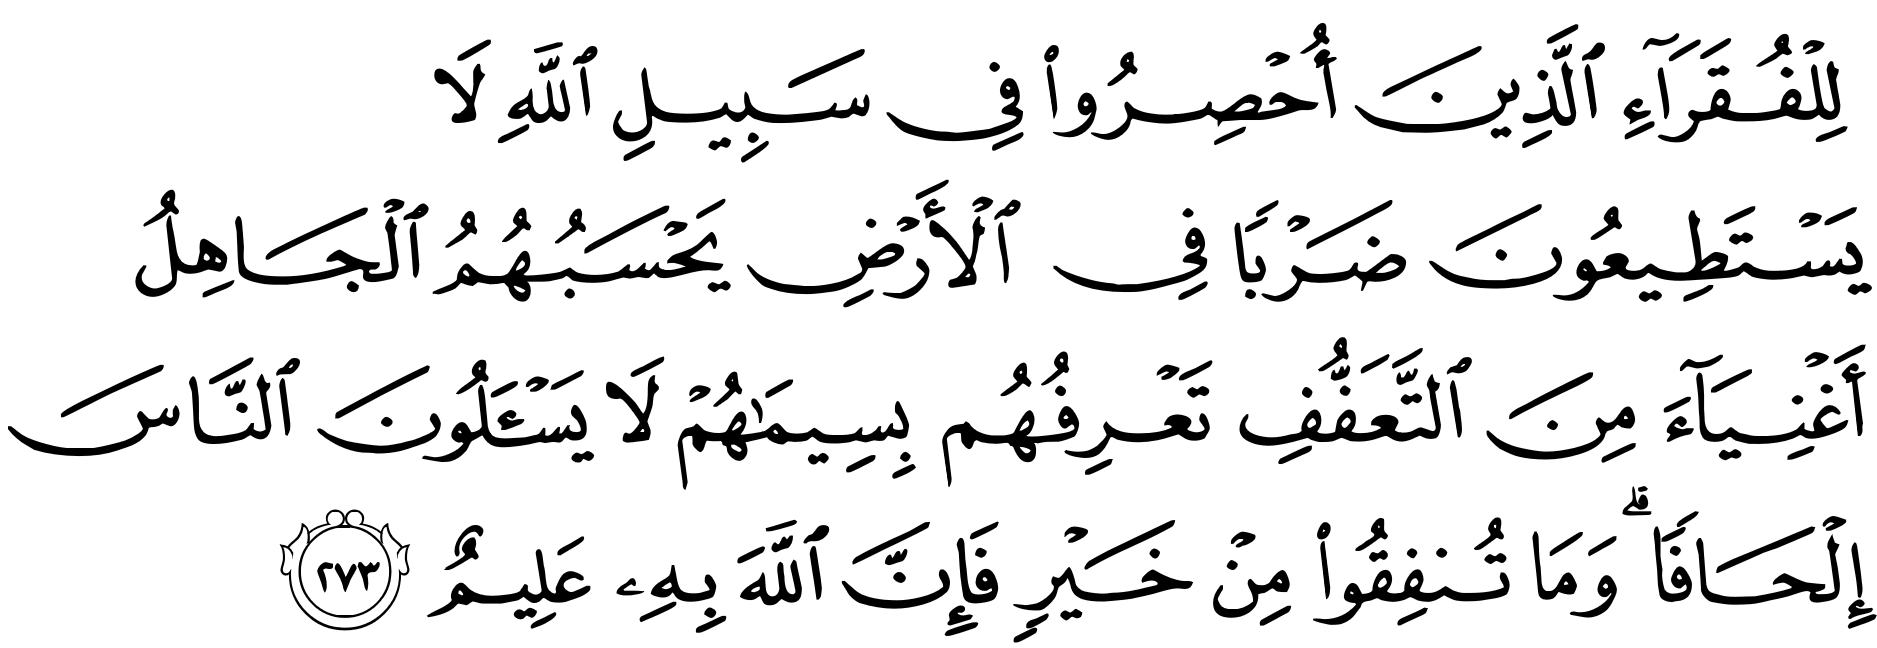 لِلْفُقَرَآءِ ٱلَّذِينَ أُحْصِرُوا۟ فِى سَبِيلِ ٱللَّهِ لَا
يَسْتَطِيعُونَ ضَرْبًا فِى ٱلْأَرْضِ يَحْسَبُهُمُ ٱلْجَاهِلُ
أَغْنِيَآءَ مِنَ ٱلتَّعَفُّفِ تَعْرِفُهُم بِسِيمَٰهُمْ لَا يَسْـَٔلُونَ ٱلنَّاسَ
إِلْحَافًا ۗ وَمَا تُنفِقُوا۟ مِنْ خَيْرٍ فَإِنَّ ٱللَّهَ بِهِۦ عَلِيمٌ ٢٧٣